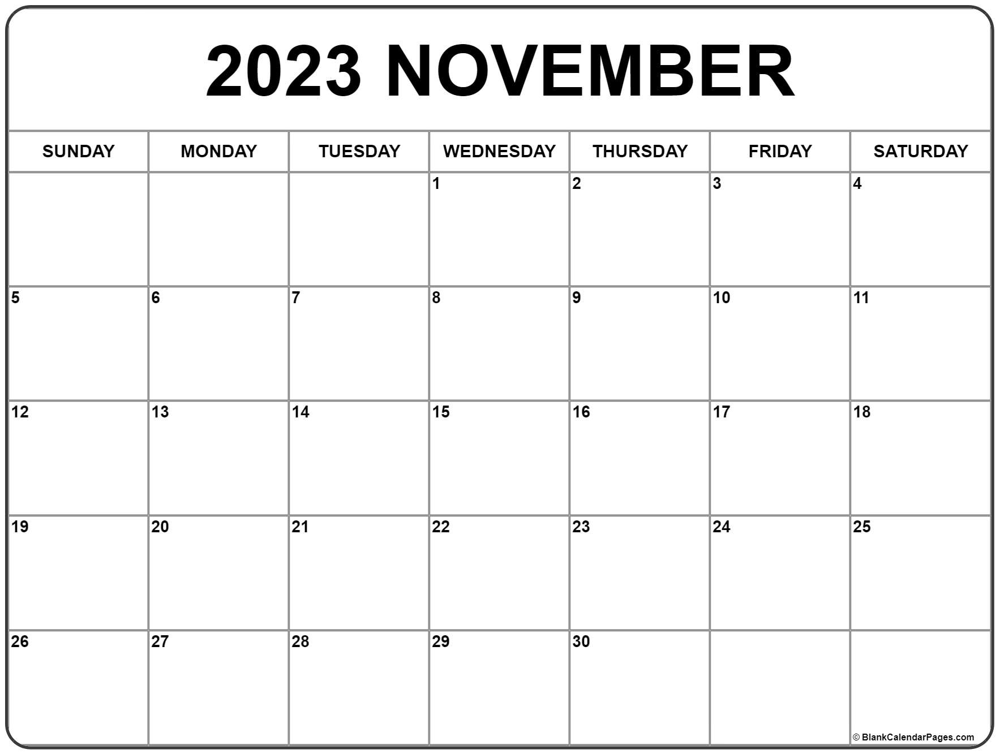 2023 NOVEMBER
SUNDAY MONDAY TUESDAY WEDNESDAY THURSDAY FRIDAY SATURDAY
1 2 3 4
5 6 7 8 9 10 11
12 13 14 15 16 17 18
19 20 21 22 23 24 25
26 27 28 29 30
© BlankCalendarPages.com